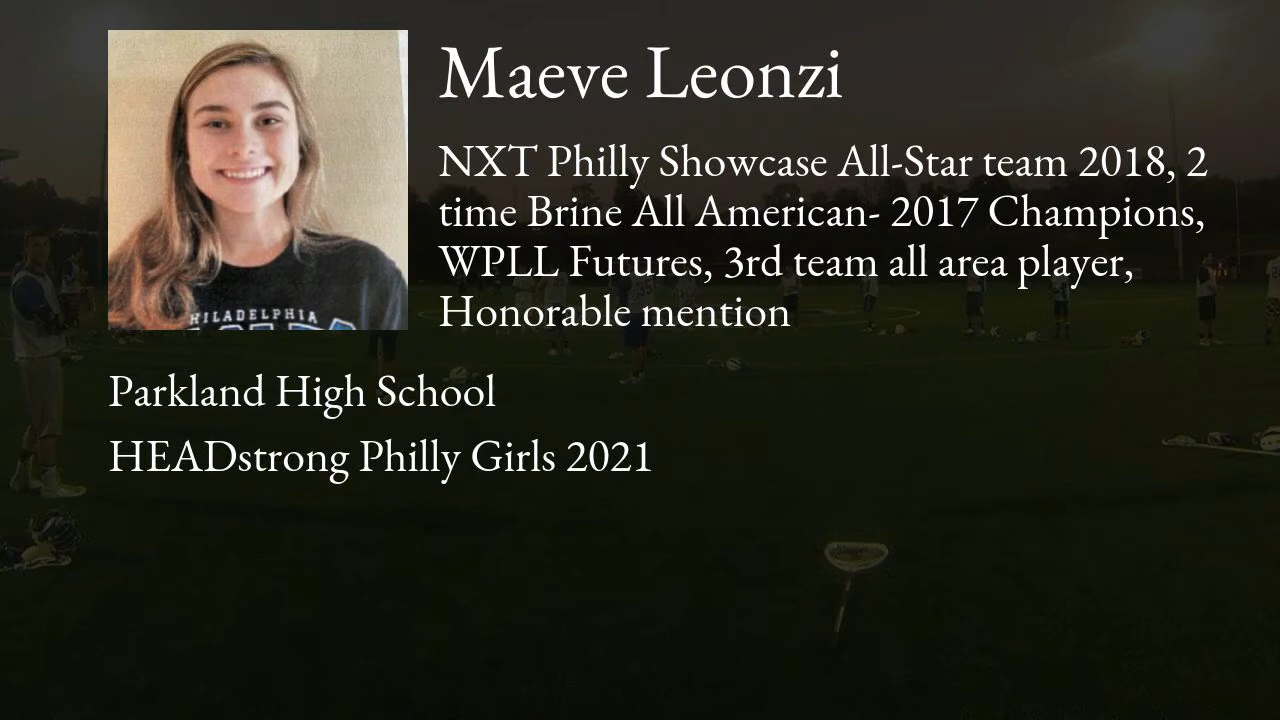 Maeve Leonzi
NXT Philly Showcase All-Star team 2018, 2
time Brine All American- 2017 Champions,
WPLL Futures, 3rd team all area player,
Honorable mention
HILADELPHIA
Parkland High School
HEADstrong Philly Girls 2021